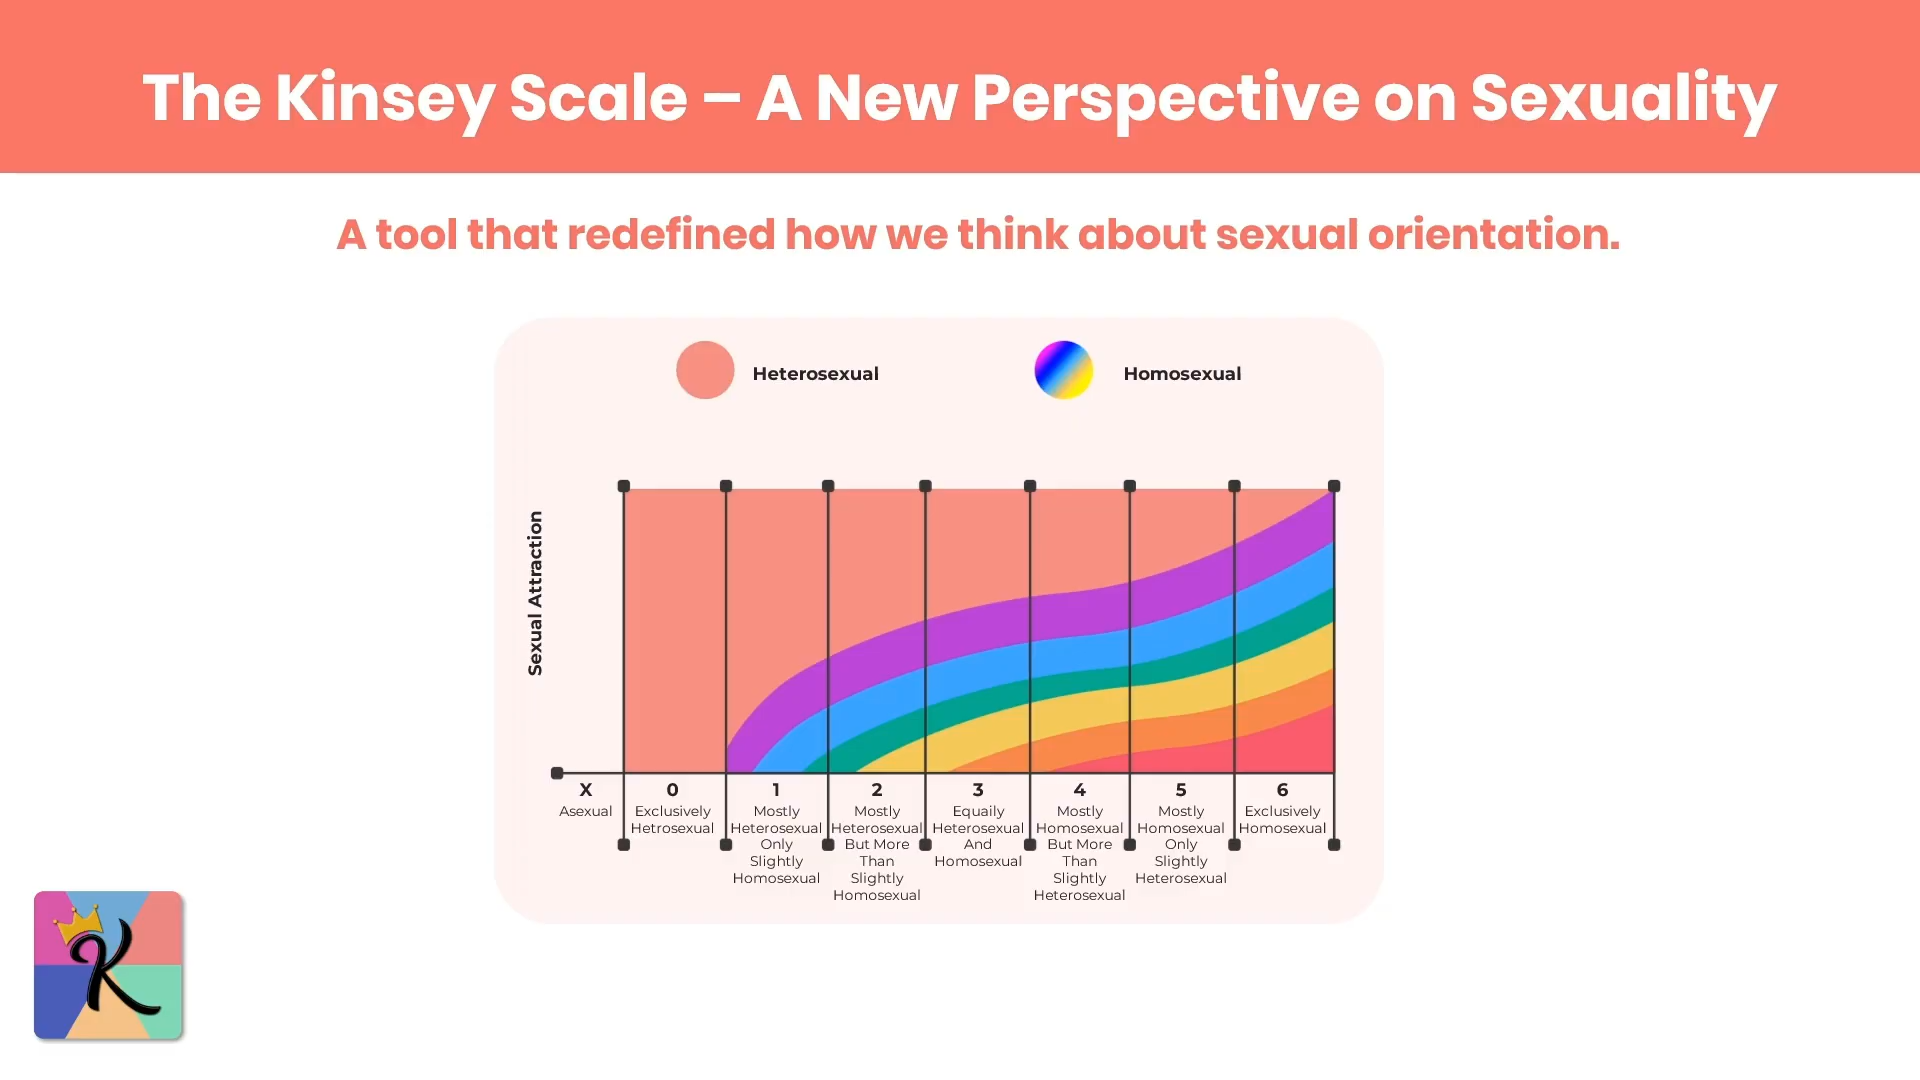 The Kinsey Scale – A New Perspective on Sexuality
A tool that redefined how we think about sexual orientation.
Heterosexual
Homosexual
Sexual Attraction
X
Asexual
0
Exclusively
Hetrosexual
1
Mostly
Heterosexual
Only
Slightly
Homosexual
2
Mostly
Heterosexual
But More
Than
Slightly
Homosexual
3
Equaily
Heterosexual
And
Homosexual
4
Mostly
Homosexual
But More
Than
Slightly
Heterosexual
5
Mostly
Homosexual
Only
Slightly
Heterosexual
6
Exclusively
Homosexual
K